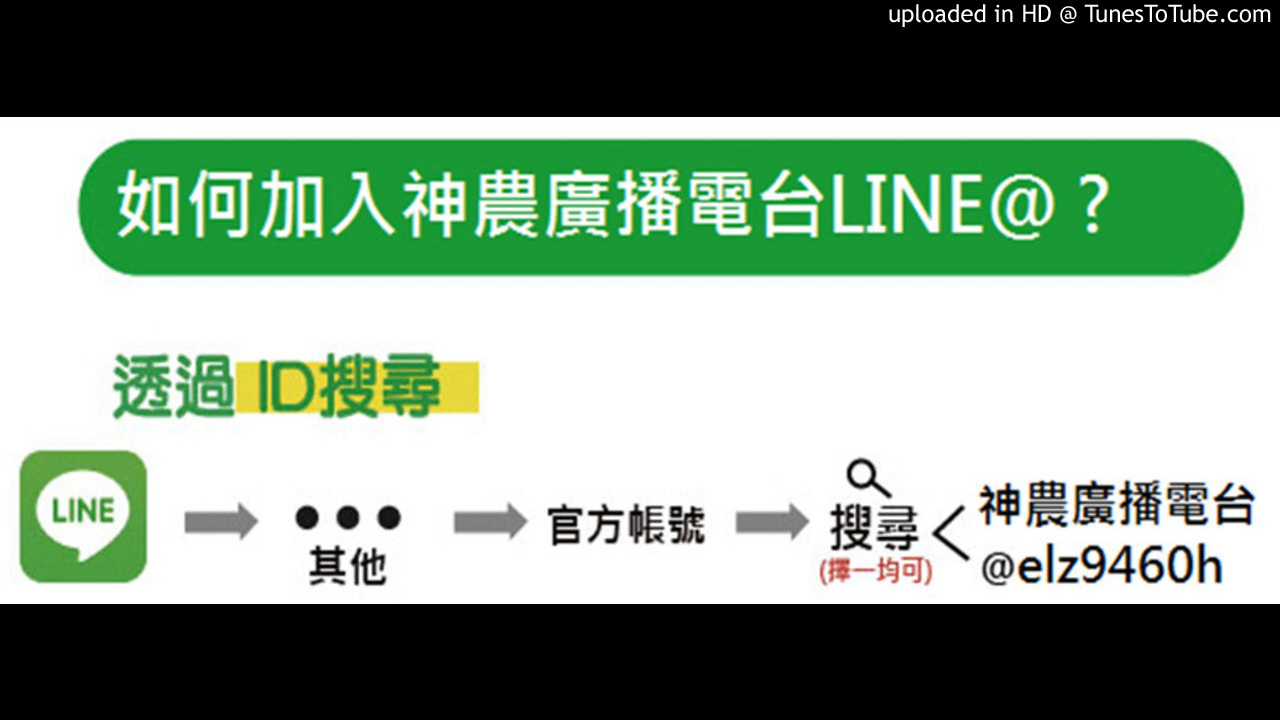 uploaded in HD @ TunesToTube.com
如何加入神農廣播電台LINE@？
透過 ID搜尋
LINE
其他
官方帳號
搜尋
(擇一均可)
神農廣播電台
@elz9460h